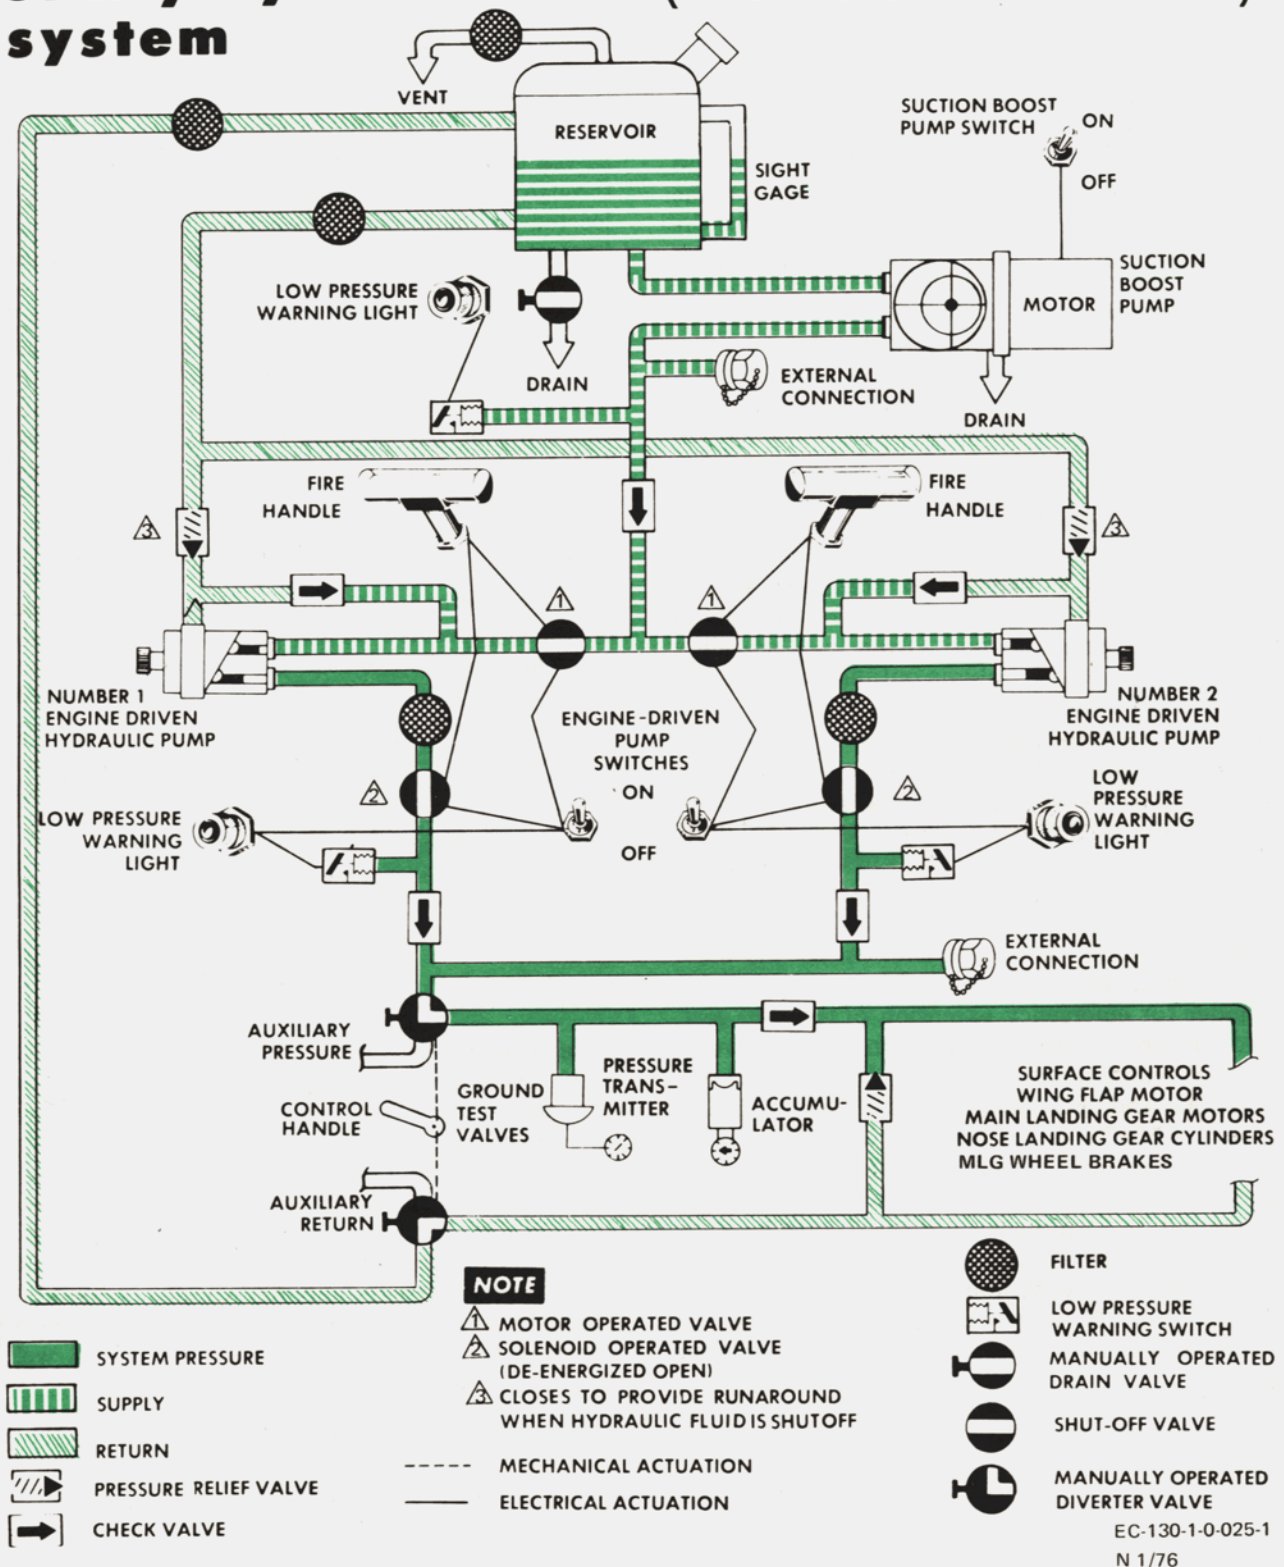 system
VENT
RESERVOIR
SIGHT
GAGE
SUCTION BOOST
PUMP SWITCH
ON
OFF
LOW PRESSURE
WARNING LIGHT
DRAIN
MOTOR
SUCTION
BOOST
PUMP
EXTERNAL
CONNECTION
DRAIN
FIRE
HANDLE
FIRE
HANDLE
3
3
1
1
NUMBER 1
ENGINE DRIVEN
HYDRAULIC PUMP
ENGINE-DRIVEN
PUMP
SWITCHES
ON
OFF
NUMBER 2
ENGINE DRIVEN
HYDRAULIC PUMP
2
2
LOW PRESSURE
WARNING
LIGHT
LOW
PRESSURE
WARNING
LIGHT
EXTERNAL
CONNECTION
AUXILIARY
PRESSURE
CONTROL
HANDLE
GROUND
TEST
VALVES
PRESSURE
TRANS-
MITTER
ACCUMU-
LATOR
SURFACE CONTROLS
WING FLAP MOTOR
MAIN LANDING GEAR MOTORS
NOSE LANDING GEAR CYLINDERS
MLG WHEEL BRAKES
AUXILIARY
RETURN
SYSTEM PRESSURE
SUPPLY
RETURN
PRESSURE RELIEF VALVE
CHECK VALVE
NOTE
1 MOTOR OPERATED VALVE
2 SOLENOID OPERATED VALVE
(DE-ENERGIZED OPEN)
3 CLOSES TO PROVIDE RUNAROUND
WHEN HYDRAULIC FLUID IS SHUTOFF
MECHANICAL ACTUATION
ELECTRICAL ACTUATION
FILTER
LOW PRESSURE
WARNING SWITCH
MANUALLY OPERATED
DRAIN VALVE
SHUT-OFF VALVE
MANUALLY OPERATED
DIVERTER VALVE
EC-130-1-0-025-1
N 1/76